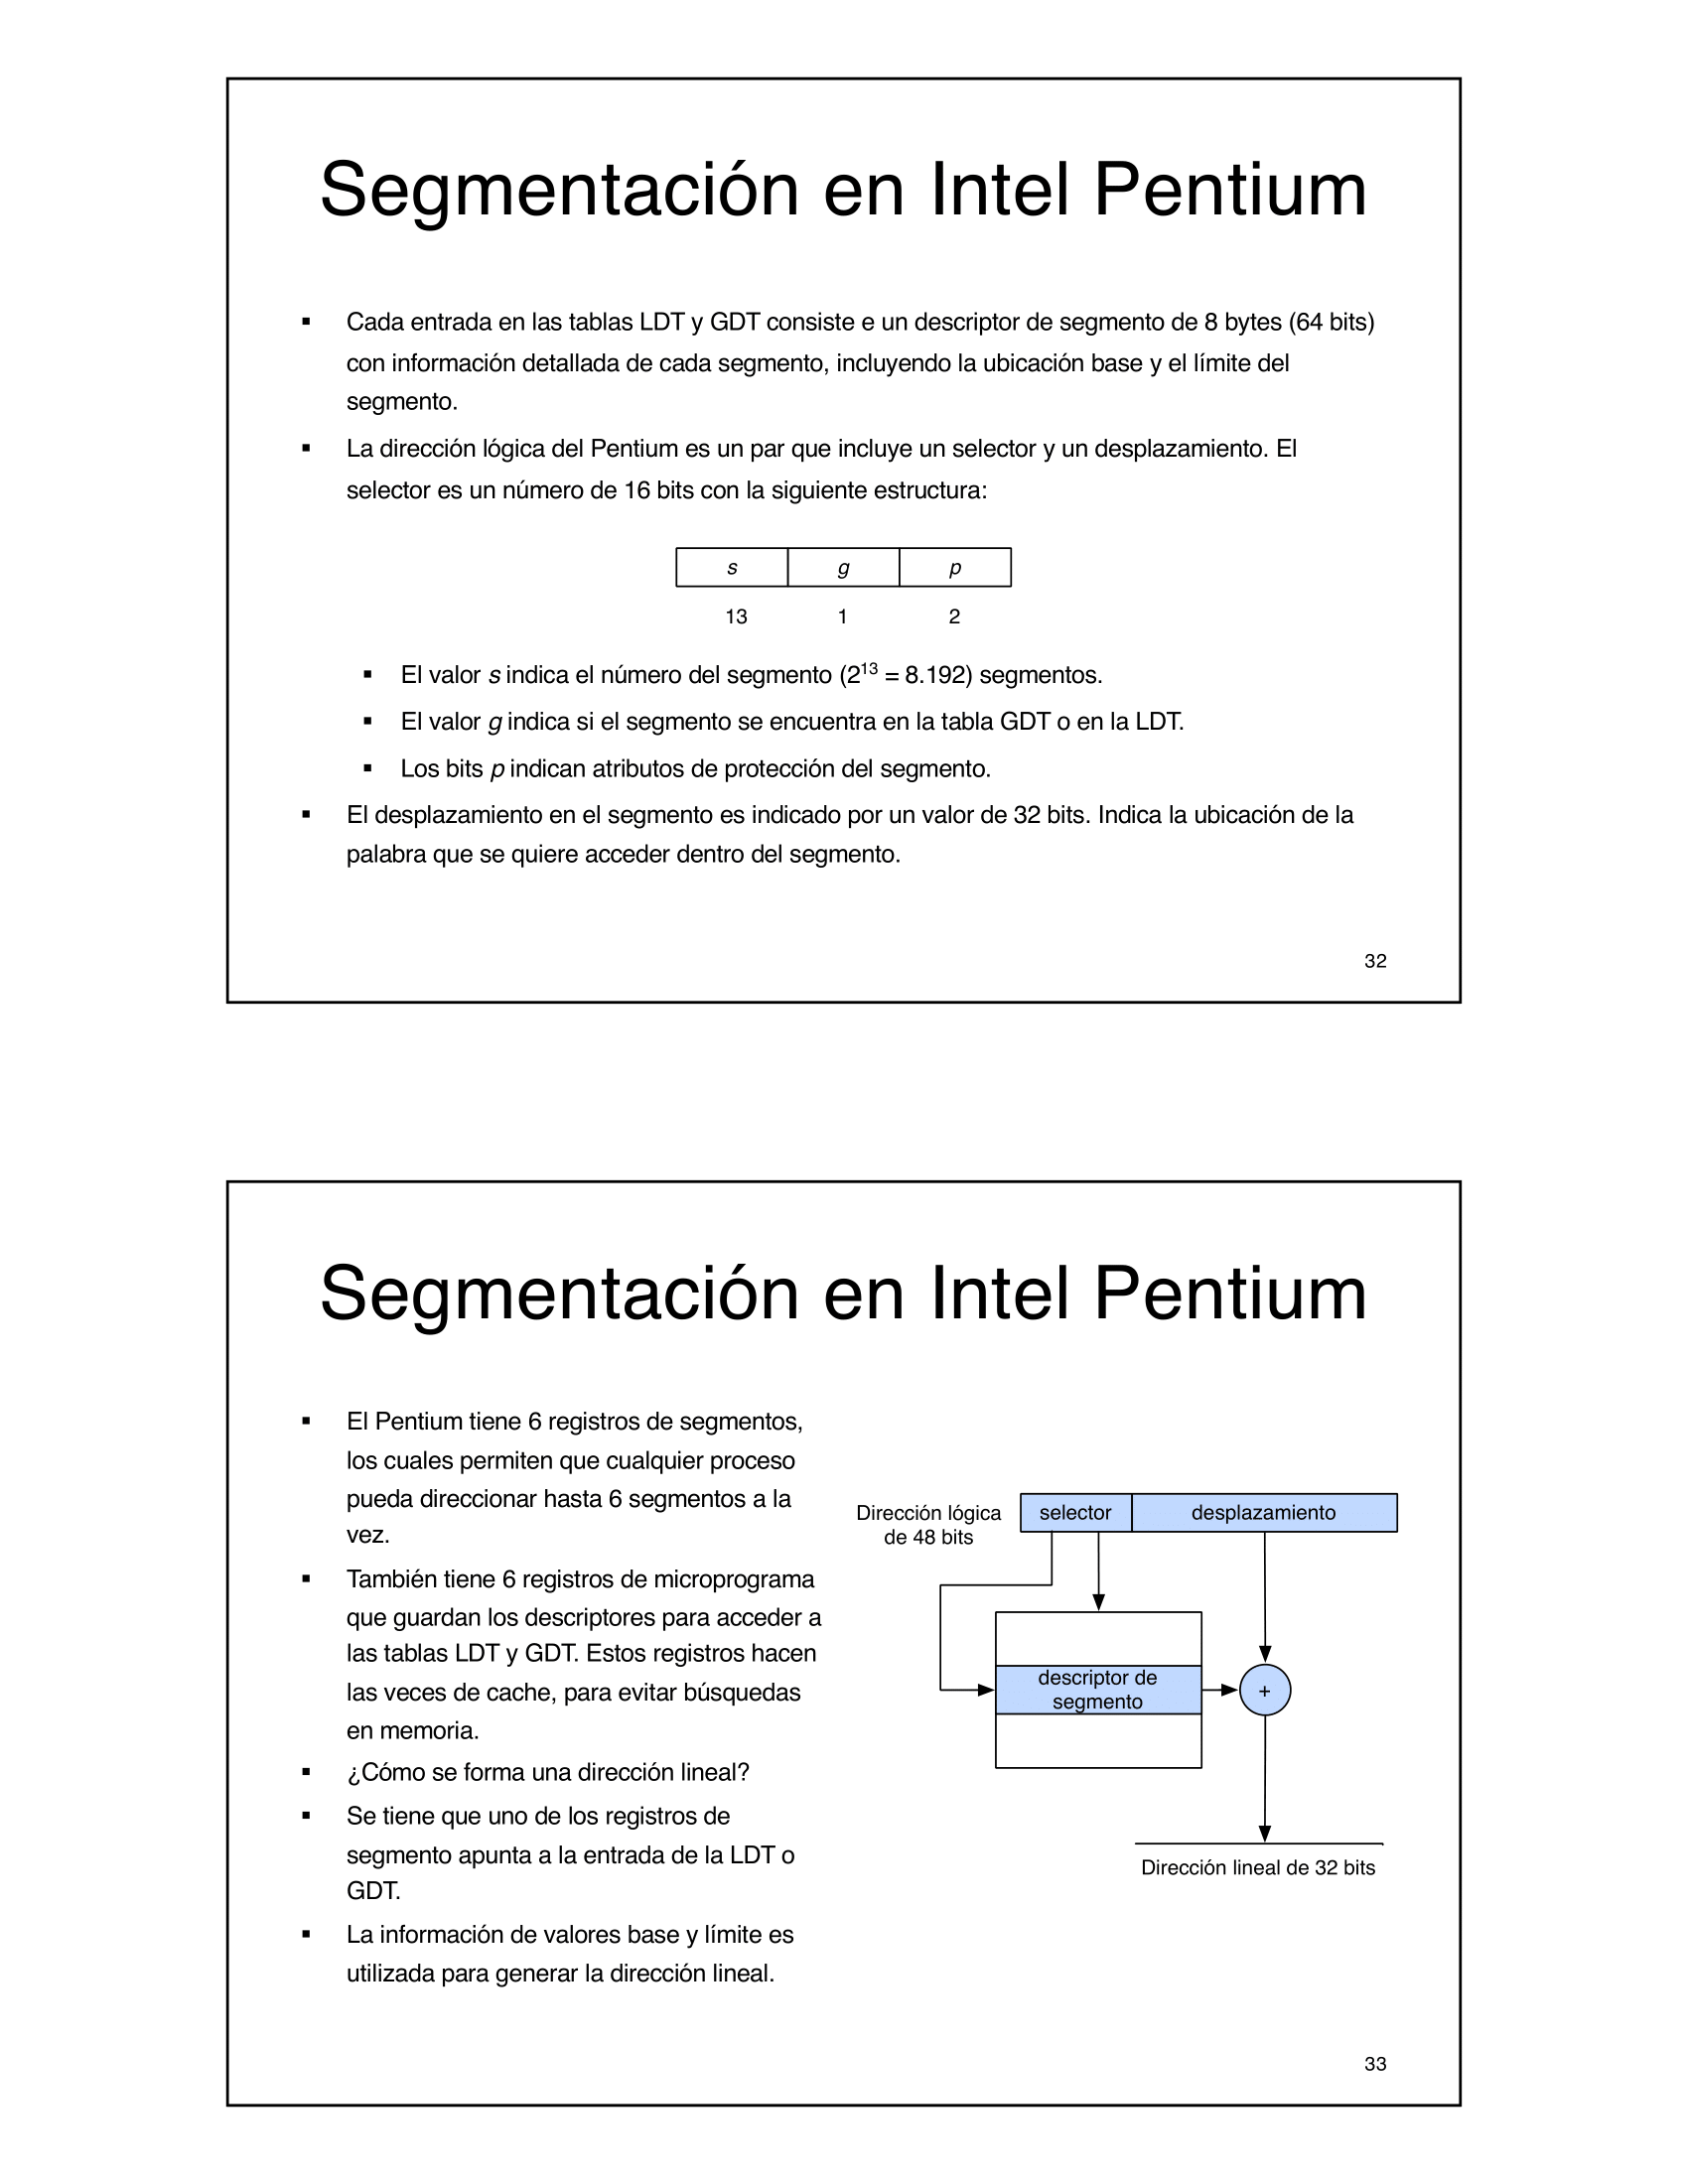 Segmentación en Intel Pentium
▪ Cada entrada en las tablas LDT y GDT consiste e un descriptor de segmento de 8 bytes (64 bits)
con información detallada de cada segmento, incluyendo la ubicación base y el límite del
segmento.
▪ La dirección lógica del Pentium es un par que incluye un selector y un desplazamiento. El
selector es un número de 16 bits con la siguiente estructura:
s g p
13 1 2
▪ El valor s indica el número del segmento (2¹³ = 8.192) segmentos.
▪ El valor g indica si el segmento se encuentra en la tabla GDT o en la LDT.
▪ Los bits p indican atributos de protección del segmento.
▪ El desplazamiento en el segmento es indicado por un valor de 32 bits. Indica la ubicación de la
palabra que se quiere acceder dentro del segmento.
32
Segmentación en Intel Pentium
▪ El Pentium tiene 6 registros de segmentos,
los cuales permiten que cualquier proceso
pueda direccionar hasta 6 segmentos a la
vez.
▪ También tiene 6 registros de microprograma
que guardan los descriptores para acceder a
las tablas LDT y GDT. Estos registros hacen
las veces de cache, para evitar búsquedas
en memoria.
▪ ¿Cómo se forma una dirección lineal?
▪ Se tiene que uno de los registros de
segmento apunta a la entrada de la LDT o
GDT.
▪ La información de valores base y límite es
utilizada para generar la dirección lineal.
Dirección lógica
de 48 bits
selector desplazamiento
descriptor de
segmento
+
Dirección lineal de 32 bits
33